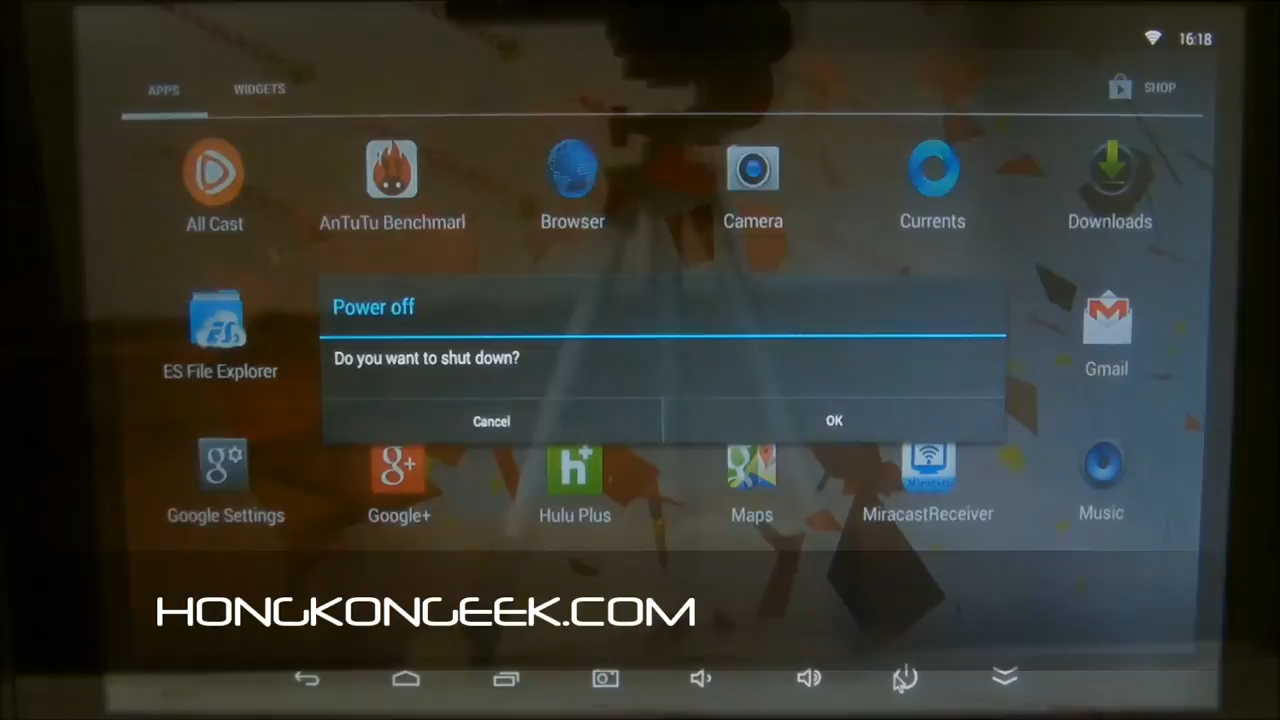 16:18
APPS WIDGETS SHOP
All Cast AnTuTu Benchmarl Browser Camera Currents Downloads
Power off
Do you want to shut down?
Cancel OK
ES File Explorer Gmail
g g+ h+ Miracast
Google Settings Google+ Hulu Plus Maps MiracastReceiver Music
HONGKONGEEK.COM